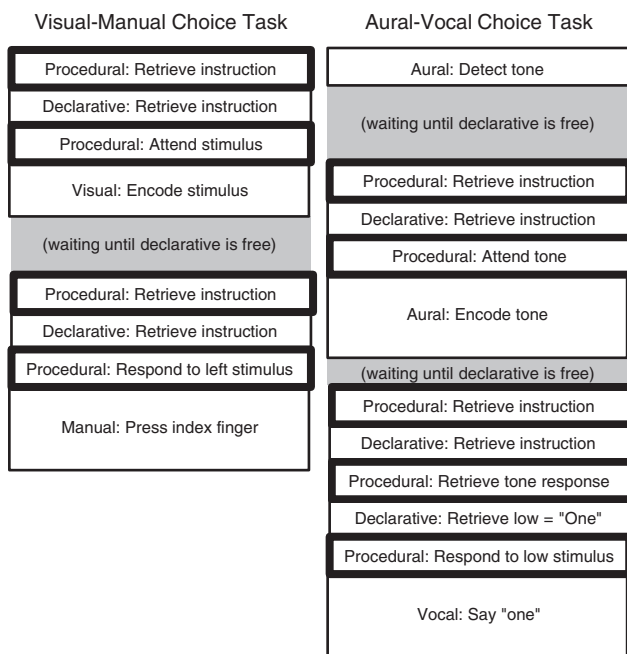 Visual-Manual Choice Task
Procedural: Retrieve instruction
Declarative: Retrieve instruction
Procedural: Attend stimulus
Visual: Encode stimulus
(waiting until declarative is free)
Procedural: Retrieve instruction
Declarative: Retrieve instruction
Procedural: Respond to left stimulus
Manual: Press index finger
Aural-Vocal Choice Task
Aural: Detect tone
(waiting until declarative is free)
Procedural: Retrieve instruction
Declarative: Retrieve instruction
Procedural: Attend tone
Aural: Encode tone
(waiting until declarative is free)
Procedural: Retrieve instruction
Declarative: Retrieve instruction
Procedural: Retrieve tone response
Declarative: Retrieve low = "One"
Procedural: Respond to low stimulus
Vocal: Say "one"